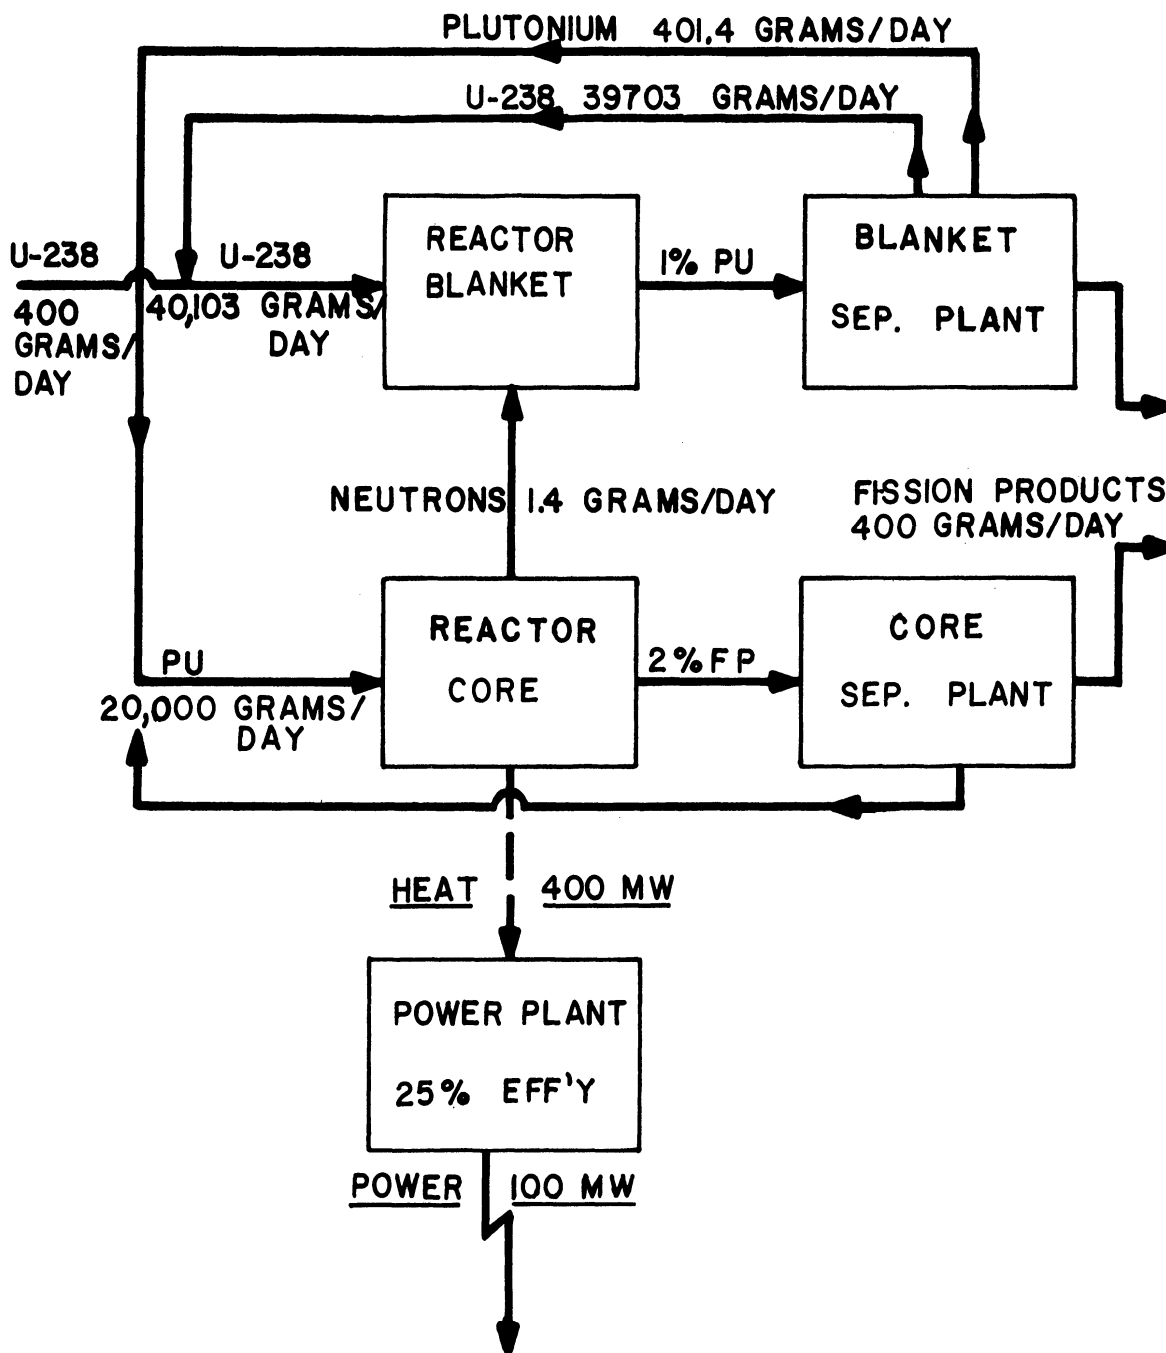 PLUTONIUM 401.4 GRAMS/DAY
U-238 39703 GRAMS/DAY
U-238
U-238
400
GRAMS/
DAY
40,103 GRAMS/
DAY
REACTOR
BLANKET
1% PU
BLANKET
SEP. PLANT
NEUTRONS 1.4 GRAMS/DAY
FISSION PRODUCTS
400 GRAMS/DAY
PU
20,000 GRAMS/
DAY
REACTOR
CORE
2% FP
CORE
SEP. PLANT
HEAT 400 MW
POWER PLANT
25% EFF'Y
POWER 100 MW